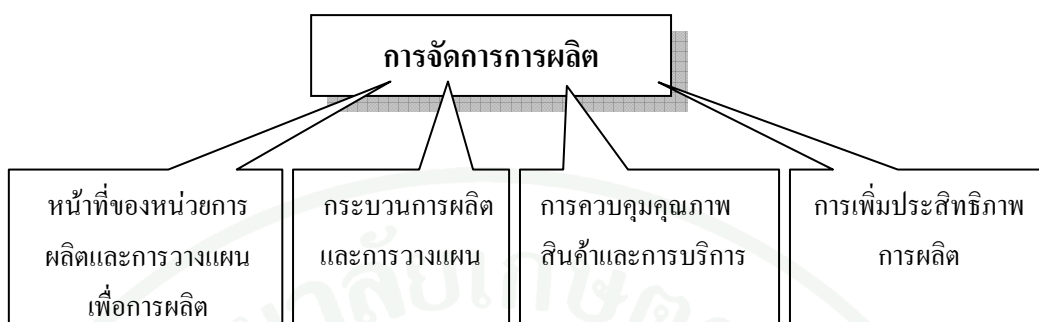 การจัดการการผลิต
หน้าที่ของหน่วยการ
ผลิตและการวางแผน
เพื่อการผลิต
กระบวนการผลิต
และการวางแผน
การควบคุมคุณภาพ
สินค้าและการบริการ
การเพิ่มประสิทธิภาพ
การผลิต